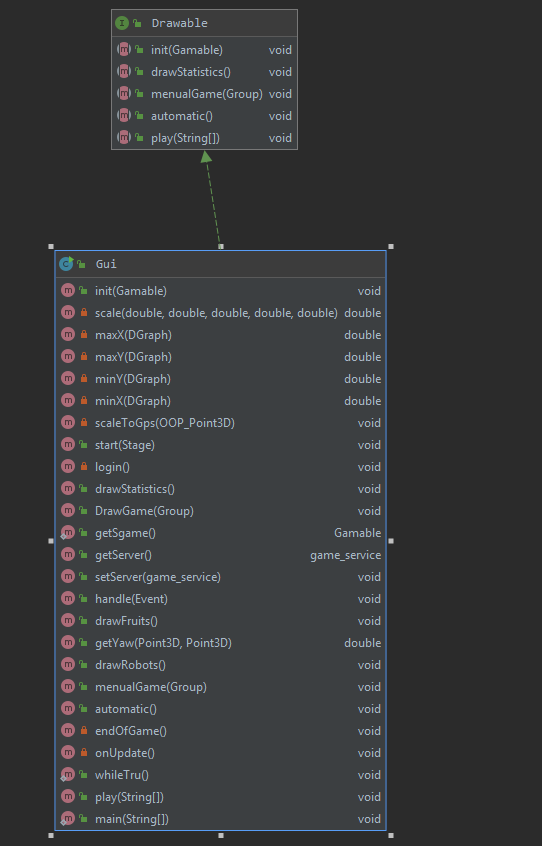 Drawable
init(Gamable) void
drawStatistics() void
menualGame(Group) void
automatic() void
play(String[]) void
Gui
init(Gamable) void
scale(double, double, double, double, double) double
maxX(DGraph) double
maxY(DGraph) double
minY(DGraph) double
minX(DGraph) double
scaleToGps(OOP_Point3D) void
start(Stage) void
login() void
drawStatistics() void
DrawGame(Group) void
getSgame() Gamable
getServer() game_service
setServer(game_service) void
handle(Event) void
drawFruits() void
getYaw(Point3D, Point3D) double
drawRobots() void
menualGame(Group) void
automatic() void
endOfGame() void
onUpdate() void
whileTru() void
play(String[]) void
main(String[]) void